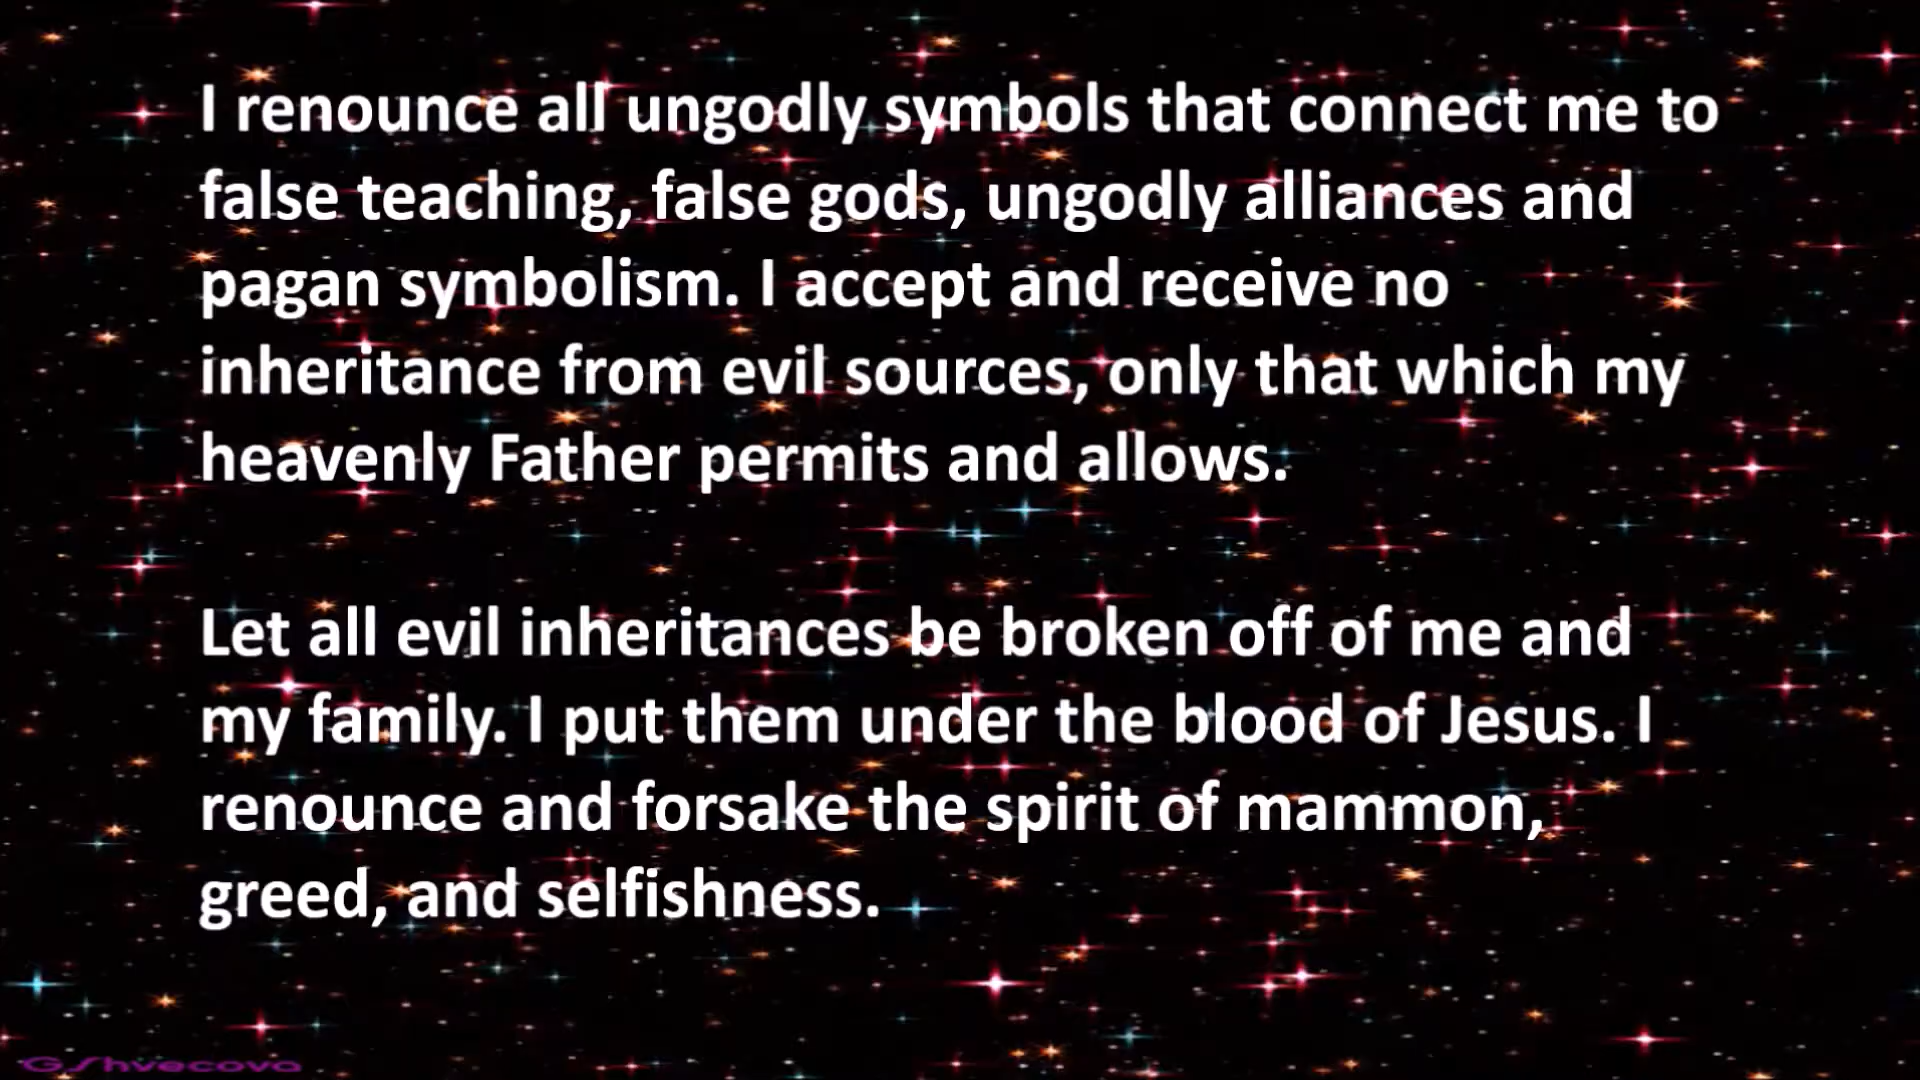 I renounce all ungodly symbols that connect me to
false teaching, false gods, ungodly alliances and
pagan symbolism. I accept and receive no
inheritance from evil sources, only that which my
heavenly Father permits and allows.
Let all evil inheritances be broken off of me and
my family. I put them under the blood of Jesus. I
renounce and forsake the spirit of mammon,
greed, and selfishness.
GShvecova